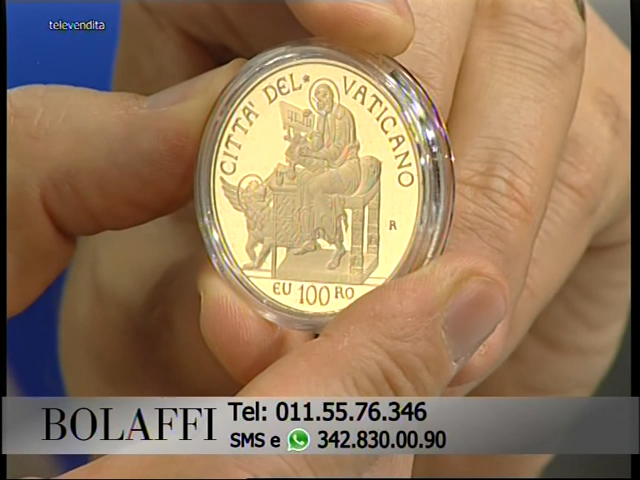 televendita
CITTA' DEL VATICANO
R
EU 100 RO
BOLAFFI
Tel: 011.55.76.346
SMS e 342.830.00.90